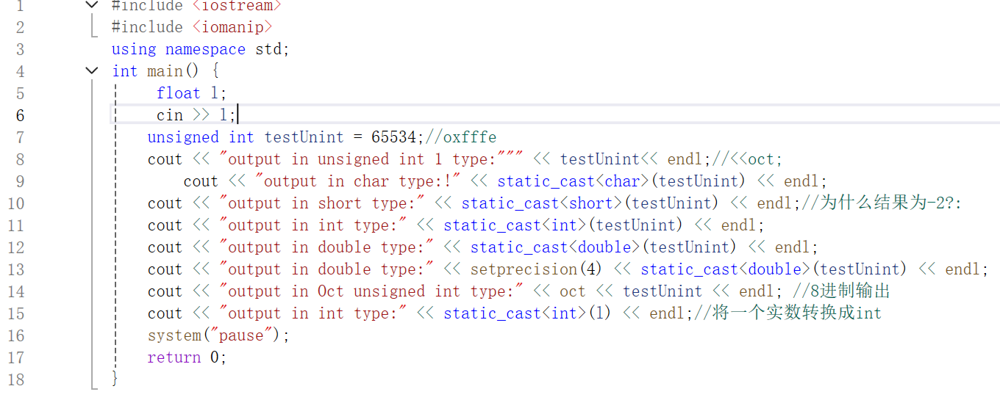 1 #include <iostream>
2 #include <iomanip>
3 using namespace std;
4 int main() {
5 float l;
6 cin >> l;
7 unsigned int testUnint = 65534;//oxfffe
8 cout << "output in unsigned int 1 type:""" << testUnint<< endl;//<<oct;
9 cout << "output in char type:!" << static_cast<char>(testUnint) << endl;
10 cout << "output in short type:" << static_cast<short>(testUnint) << endl;//为什么结果为-2?:
11 cout << "output in int type:" << static_cast<int>(testUnint) << endl;
12 cout << "output in double type:" << static_cast<double>(testUnint) << endl;
13 cout << "output in double type:" << setprecision(4) << static_cast<double>(testUnint) << endl;
14 cout << "output in Oct unsigned int type:" << oct << testUnint << endl; //8进制输出
15 cout << "output in int type:" << static_cast<int>(l) << endl;//将一个实数转换成int
16 system("pause");
17 return 0;
18 }